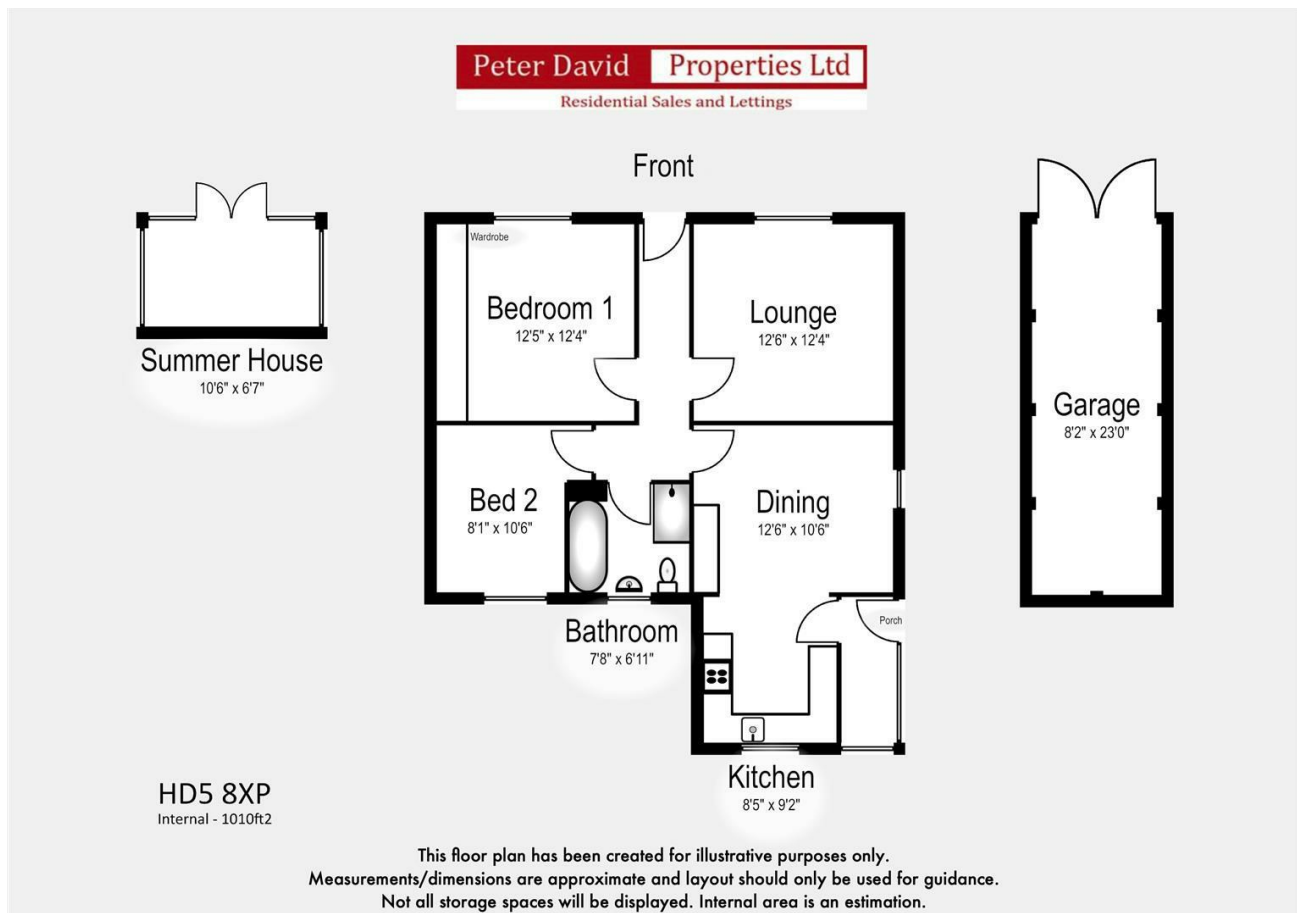 Peter David Properties Ltd
Residential Sales and Lettings
Front
Wardrobe
Bedroom 1
12'5" x 12'4"
Lounge
12'6" x 12'4"
Summer House
10'6" x 6'7"
Garage
8'2" x 23'0"
Bed 2
8'1" x 10'6"
Dining
12'6" x 10'6"
Porch
Bathroom
7'8" x 6'11"
Kitchen
8'5" x 9'2"
HD5 8XP
Internal - 1010ft2
This floor plan has been created for illustrative purposes only.
Measurements/dimensions are approximate and layout should only be used for guidance.
Not all storage spaces will be displayed. Internal area is an estimation.